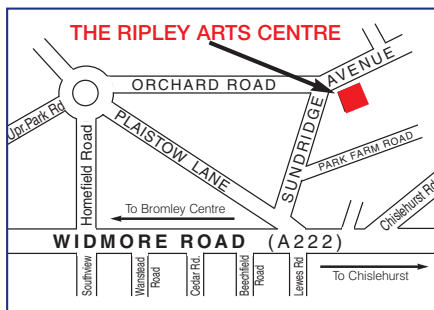 THE RIPLEY ARTS CENTRE
ORCHARD ROAD
SUNDRIDGE AVENUE
Upr.Park Rd
Homefield Road
PLAISTOW LANE
PARK FARM ROAD
Chislehurst Rd
To Bromley Centre
WIDMORE ROAD (A222)
Southview
Wanstead
Road
Cedar Rd.
Beechfield
Road
Lewes Rd
To Chislehurst